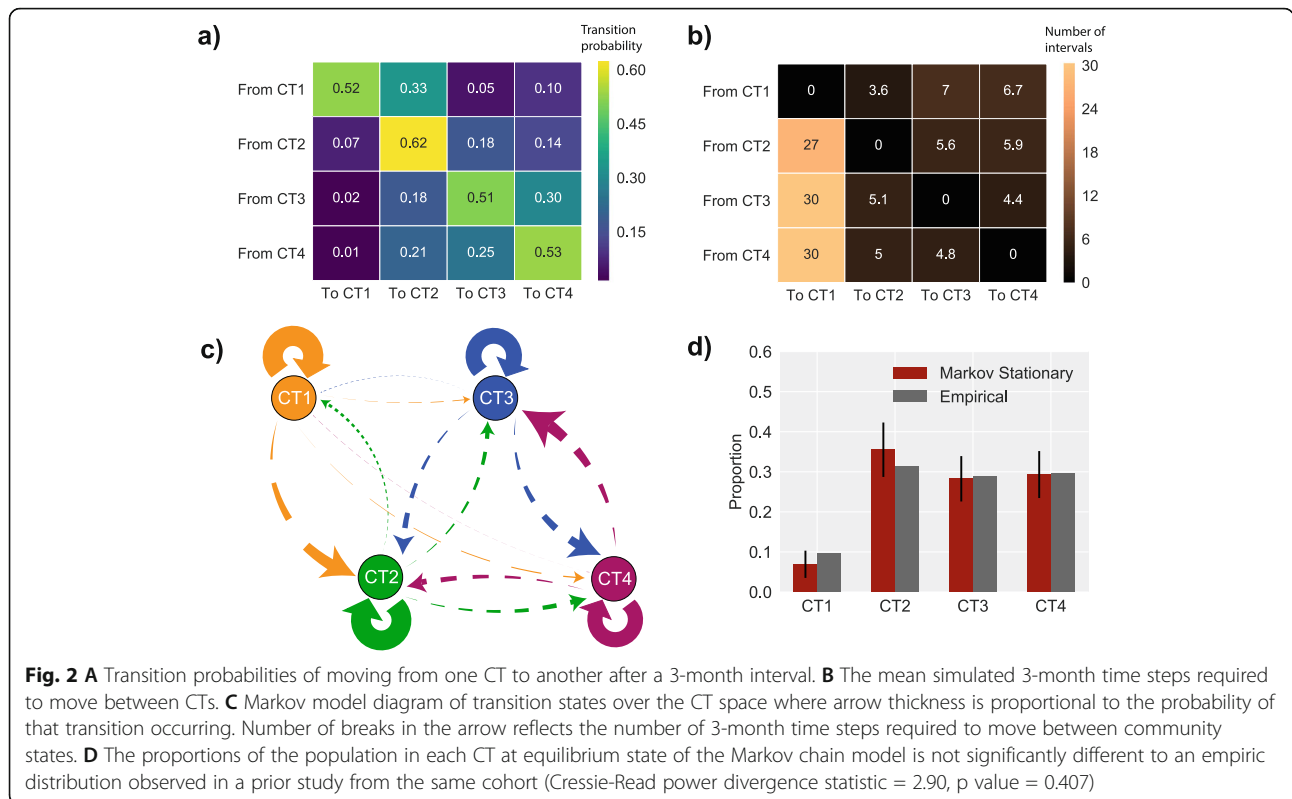 a)
Transition
probability
From CT1 0.52 0.33 0.05 0.10
From CT2 0.07 0.62 0.18 0.14
From CT3 0.02 0.18 0.51 0.30
From CT4 0.01 0.21 0.25 0.53
To CT1 To CT2 To CT3 To CT4
0.60
0.45
0.30
0.15
b)
Number of
intervals
From CT1 0 3.6 7 6.7
From CT2 27 0 5.6 5.9
From CT3 30 5.1 0 4.4
From CT4 30 5 4.8 0
To CT1 To CT2 To CT3 To CT4
30
24
18
12
6
0
c)
CT1
CT3
CT2
CT4
d)
Markov Stationary
Empirical
Proportion
0.6
0.5
0.4
0.3
0.2
0.1
0.0
CT1 CT2 CT3 CT4
Fig. 2 A Transition probabilities of moving from one CT to another after a 3-month interval. B The mean simulated 3-month time steps required
to move between CTs. C Markov model diagram of transition states over the CT space where arrow thickness is proportional to the probability of
that transition occurring. Number of breaks in the arrow reflects the number of 3-month time steps required to move between community
states. D The proportions of the population in each CT at equilibrium state of the Markov chain model is not significantly different to an empiric
distribution observed in a prior study from the same cohort (Cressie-Read power divergence statistic = 2.90, p value = 0.407)